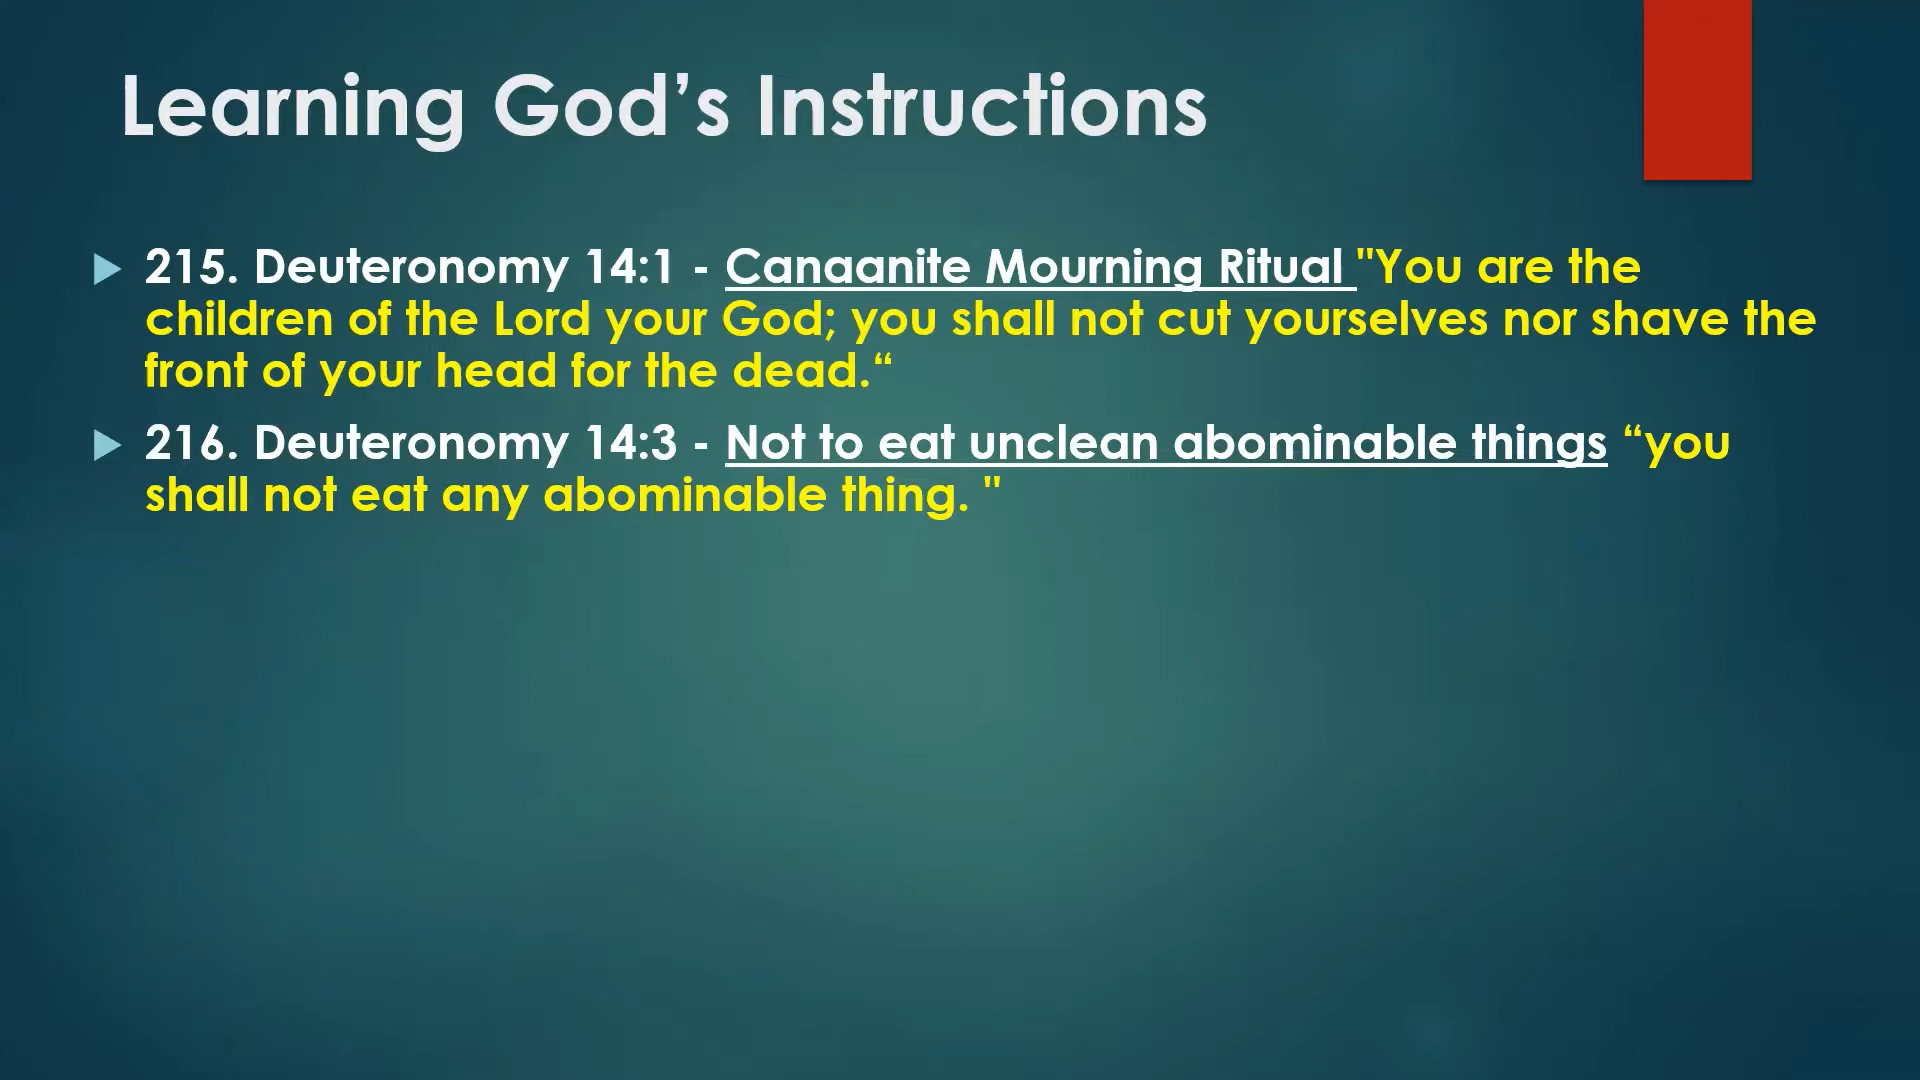 Learning God’s Instructions
215. Deuteronomy 14:1 - Canaanite Mourning Ritual "You are the
children of the Lord your God; you shall not cut yourselves nor shave the
front of your head for the dead.“
216. Deuteronomy 14:3 - Not to eat unclean abominable things “you
shall not eat any abominable thing. "